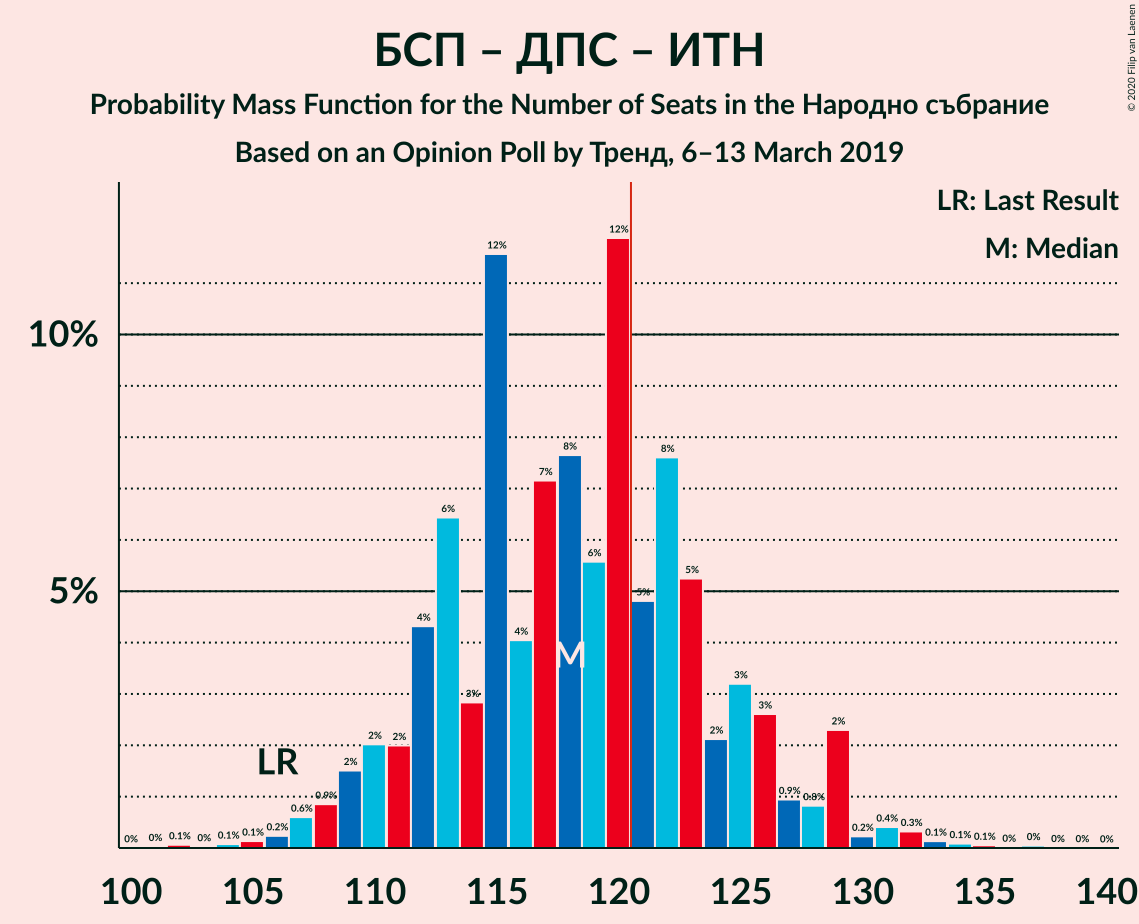 БСП – ДПС – ИТН
Probability Mass Function for the Number of Seats in the Народно събрание
Based on an Opinion Poll by Тренд, 6–13 March 2019
© 2020 Filip van Laenen
LR: Last Result
M: Median
10%
5%
0% 0% 0.1% 0% 0.1% 0.1% 0.2% 0.6% 0.9% 2% 2% 2% 4% 6% 3% 12% 4% 7% 8% 6% 12% 5% 8% 5% 2% 3% 3% 0.9% 0.8% 2% 0.2% 0.4% 0.3% 0.1% 0.1% 0.1% 0% 0% 0% 0% 0%
LR
M
100 105 110 115 120 125 130 135 140